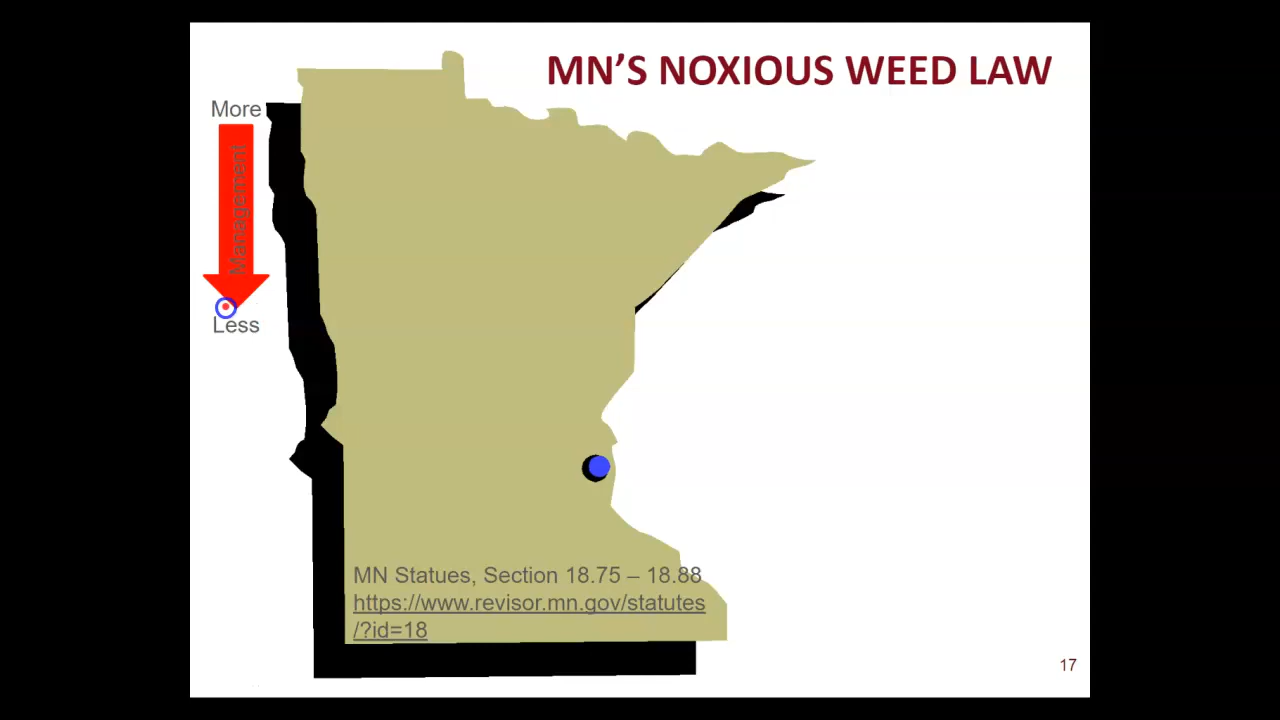 MN'S NOXIOUS WEED LAW
More
Management
Less
MN Statues, Section 18.75 – 18.88
https://www.revisor.mn.gov/statutes
/?id=18
17